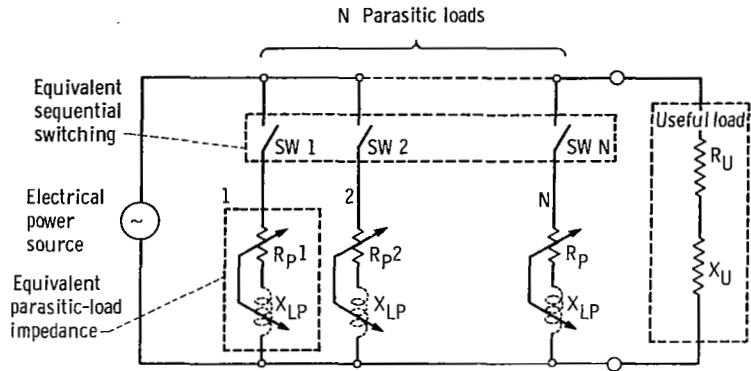 N Parasitic loads
Equivalent
sequential
switching
SW 1
SW 2
SW N
Useful load
R_U
1
2
N
Electrical
power
source
~
R_P1
R_P2
R_P
X_U
Equivalent
parasitic-load
impedance
X_LP
X_LP
X_LP